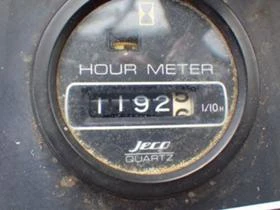 HOUR METER
1192
1/10H
Jeco
QUARTZ